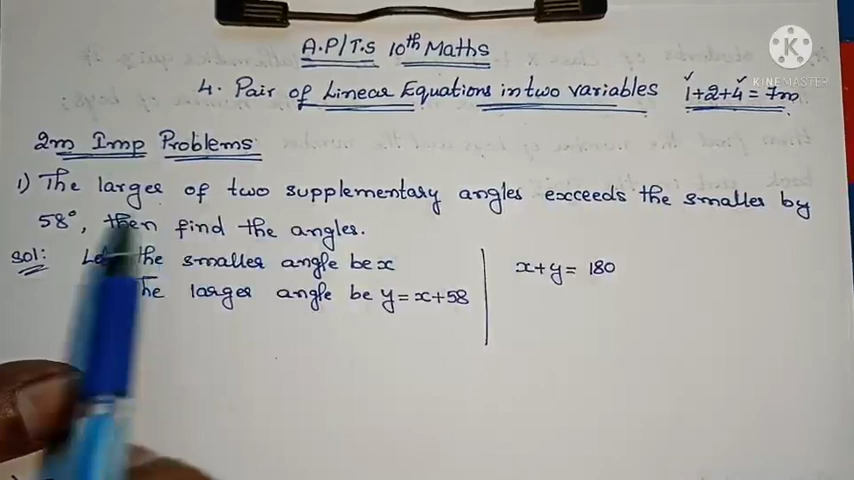 A.P/T.S 10th Maths
4. Pair of Linear Equations in two variables 1+2+4=7m
2m Imp Problems
1) The larger of two supplementary angles exceeds the smaller by
58°, then find the angles.
Sol: Let the smaller angle be x
The larger angle be y=x+58
x+y= 180
K
KINEMASTER